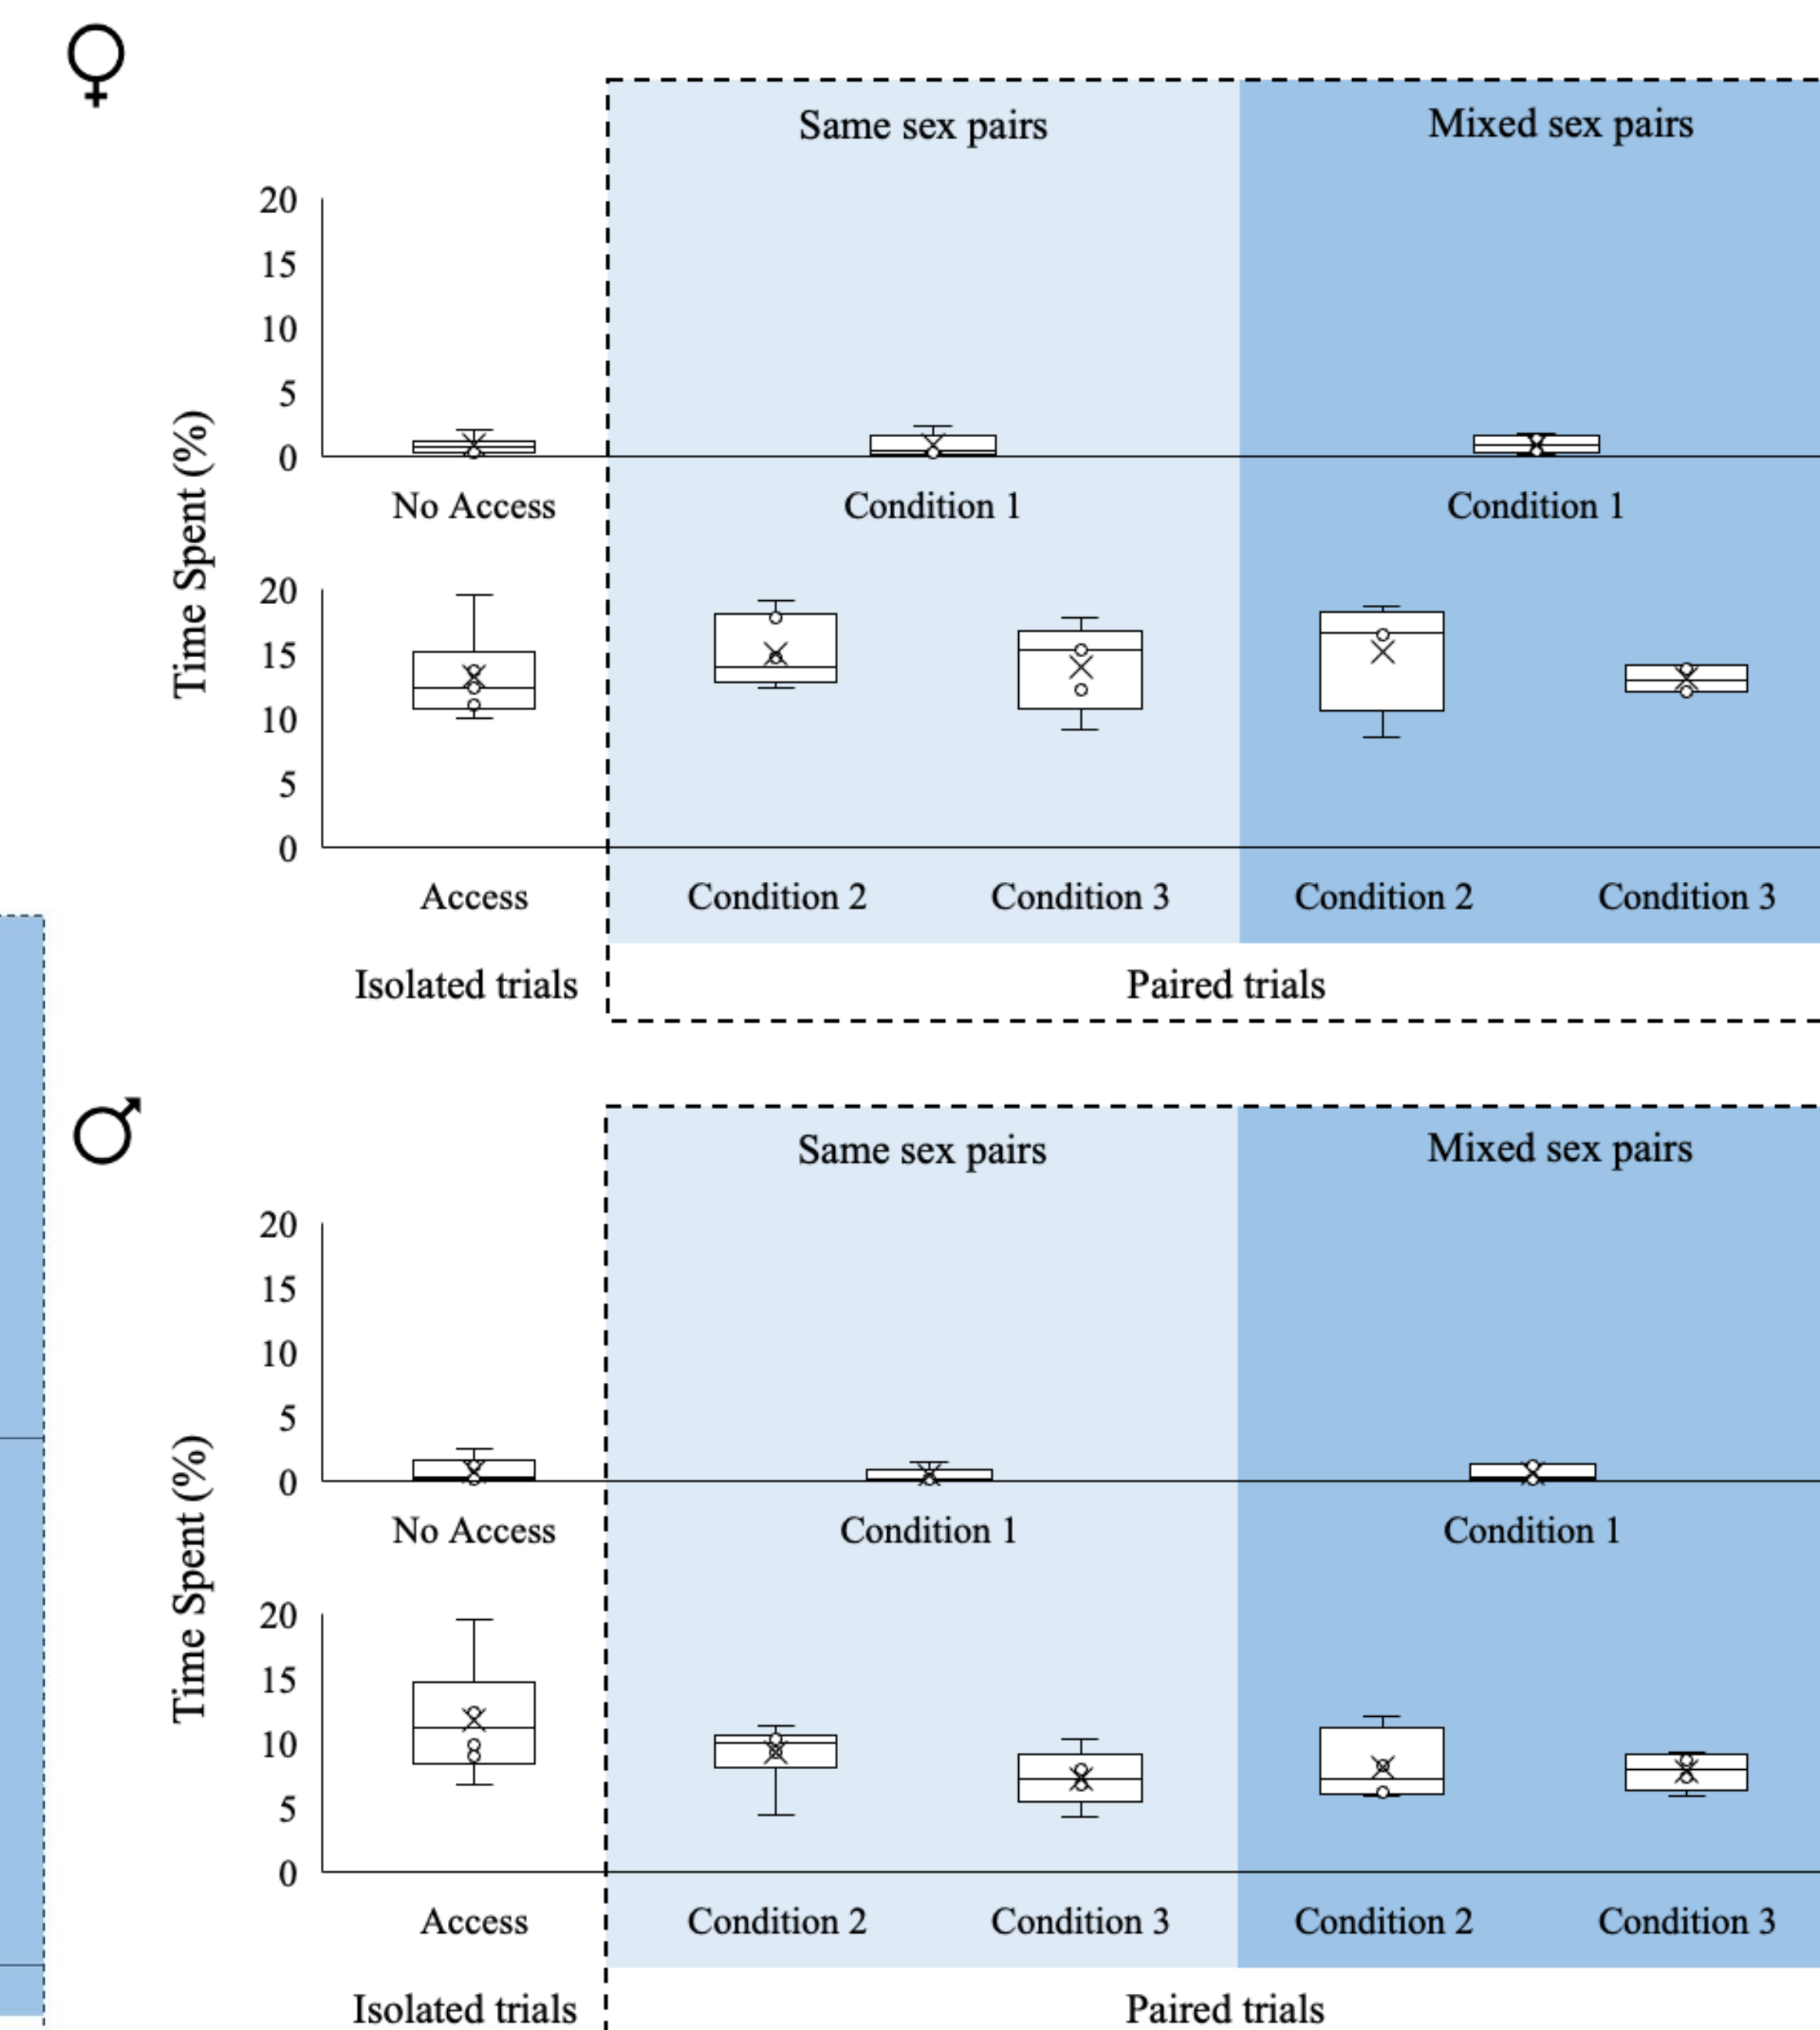 ♀
Same sex pairs Mixed sex pairs
20
15
10
5
0
No Access Condition 1 Condition 1
Time Spent (%)
20
15
10
5
0
Access Condition 2 Condition 3 Condition 2 Condition 3
Isolated trials Paired trials
♂
Same sex pairs Mixed sex pairs
20
15
10
5
0
No Access Condition 1 Condition 1
Time Spent (%)
20
15
10
5
0
Access Condition 2 Condition 3 Condition 2 Condition 3
Isolated trials Paired trials